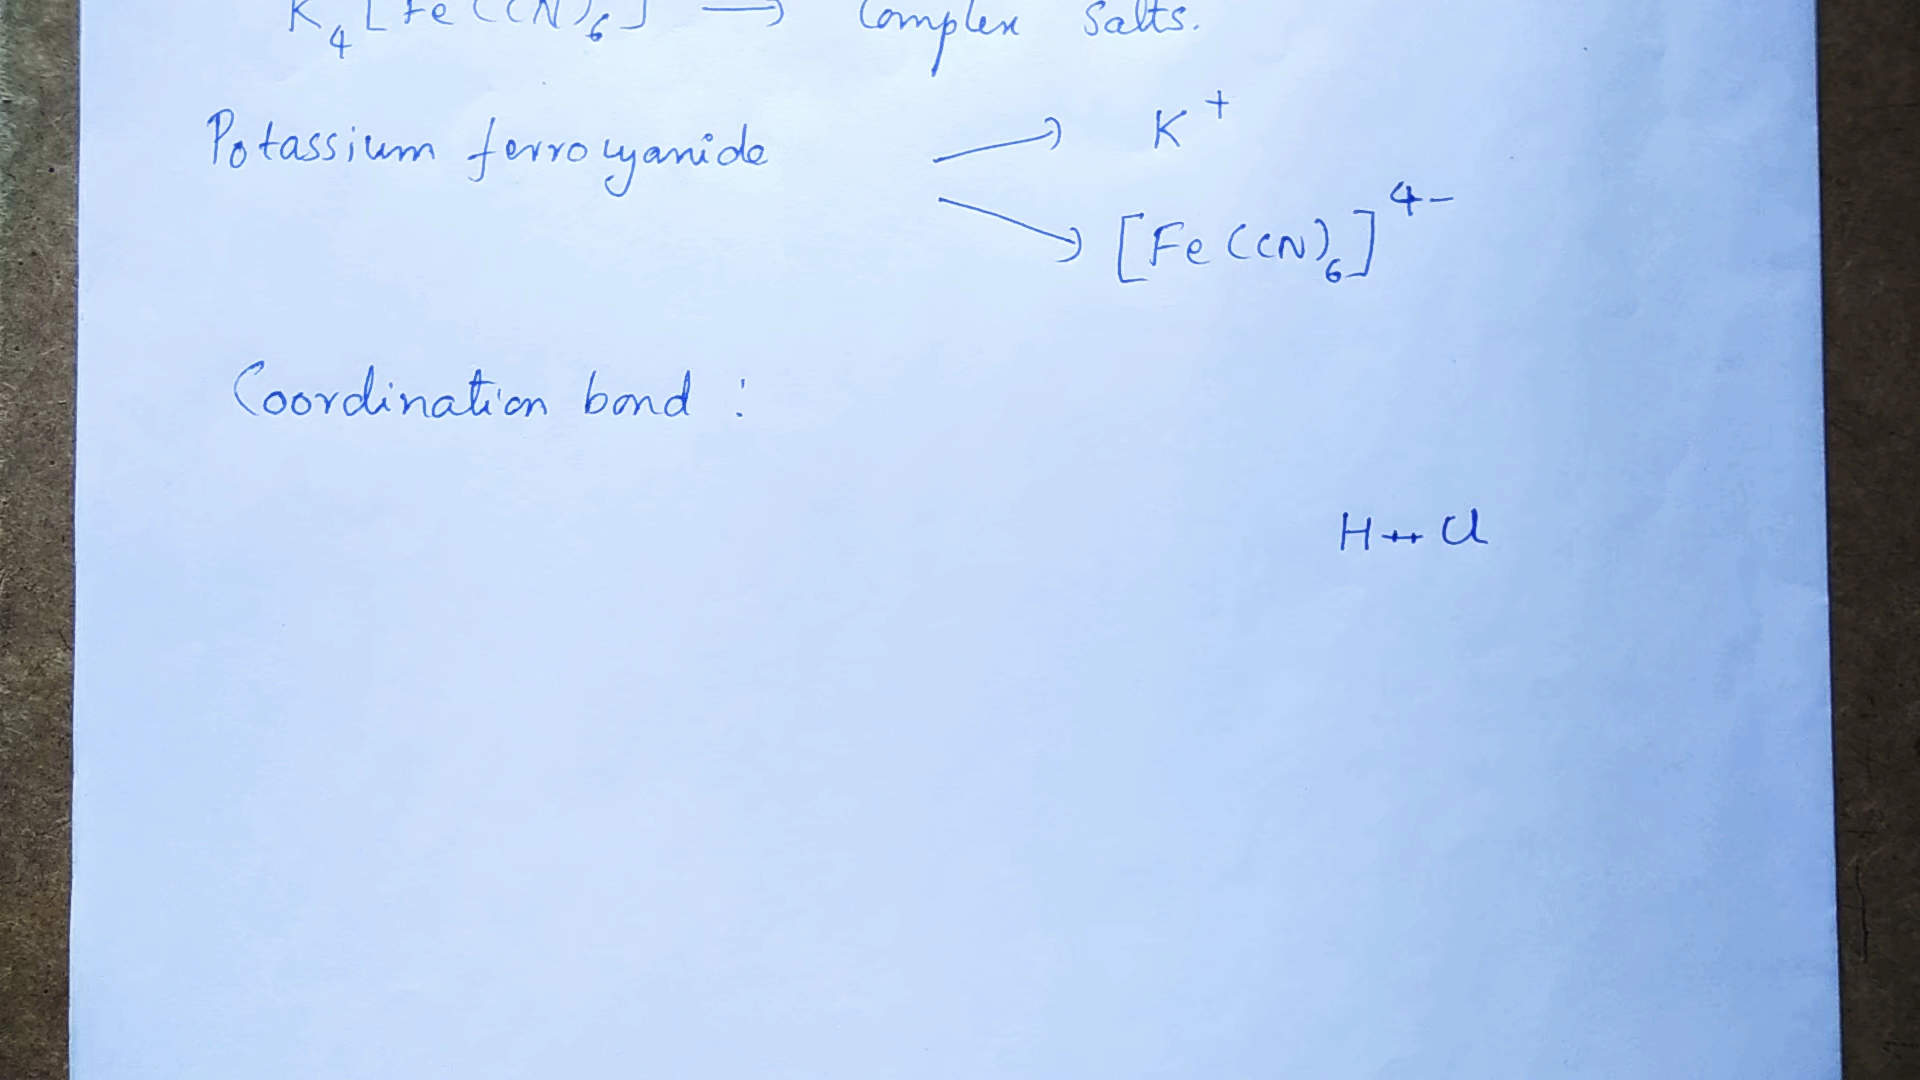 K₄[Fe(CN)₆] → Complex Salts.
Potassium ferrocyanide → K⁺
→ [Fe(CN)₆]⁴⁻
Coordination bond :
H Cl